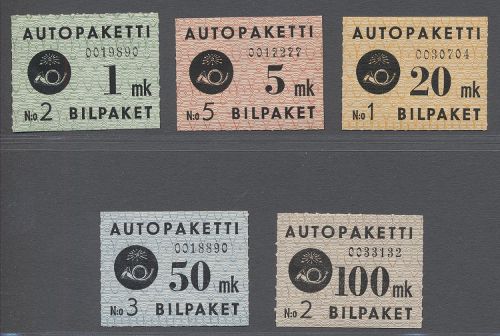 AUTOPAKETTI
0019890
1 mk
N:o 2 BILPAKET
AUTOPAKETTI
0017277
5 mk
N:o 5 BILPAKET
AUTOPAKETTI
0030704
20 mk
N:o 1 BILPAKET
AUTOPAKETTI
0018890
50 mk
N:o 3 BILPAKET
AUTOPAKETTI
0033132
100 mk
N:o 2 BILPAKET